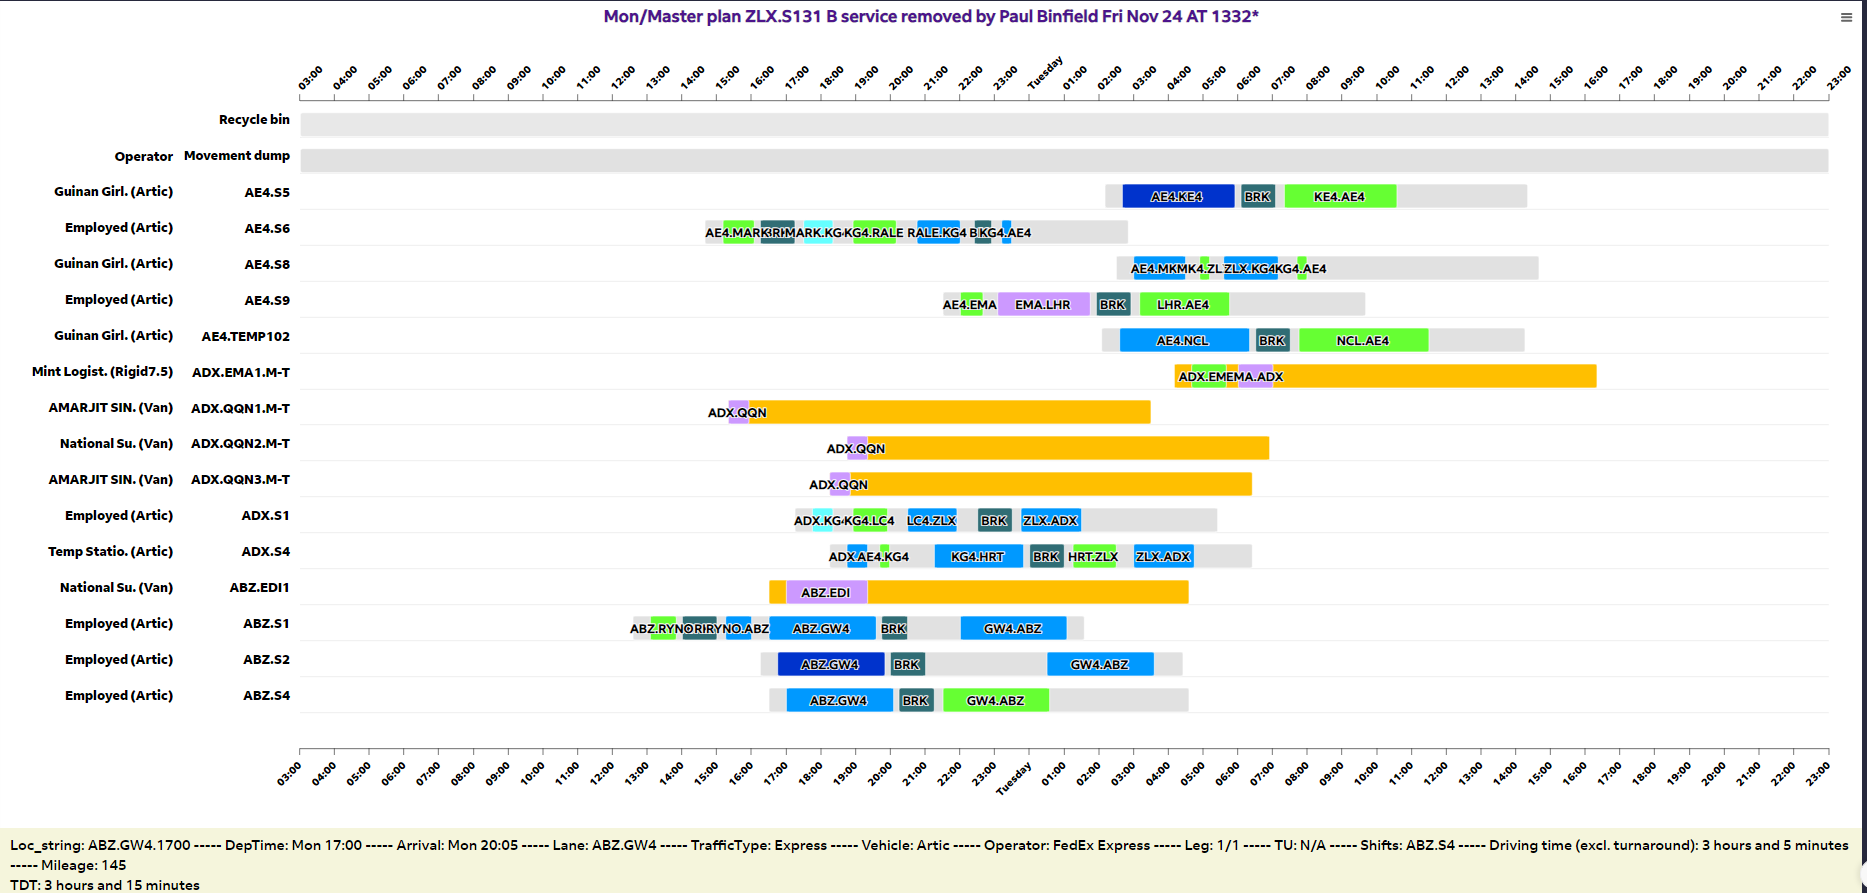 Mon/Master plan ZLX.S131 B service removed by Paul Binfield Fri Nov 24 AT 1332*
03:00 04:00 05:00 06:00 07:00 08:00 09:00 10:00 11:00 12:00 13:00 14:00 15:00 16:00 17:00 18:00 19:00 20:00 21:00 22:00 23:00 Tuesday 01:00 02:00 03:00 04:00 05:00 06:00 07:00 08:00 09:00 10:00 11:00 12:00 13:00 14:00 15:00 16:00 17:00 18:00 19:00 20:00 21:00 22:00 23:00
Recycle bin
Operator Movement dump
Guinan Girl. (Artic) AE4.S5 AE4.KE4 BRK KE4.AE4
Employed (Artic) AE4.S6 AE4.MARK MARK.KG4 KG4.RALE RALE.KG4 KG4.AE4
Guinan Girl. (Artic) AE4.S8 AE4.MK MK4.ZL ZLX.KG4 KG4.AE4
Employed (Artic) AE4.S9 AE4.EMA EMA.LHR BRK LHR.AE4
Guinan Girl. (Artic) AE4.TEMP102 AE4.NCL BRK NCL.AE4
Mint Logist. (Rigid7.5) ADX.EMA1.M-T ADX.EM EMA.ADX
AMARJIT SIN. (Van) ADX.QQN1.M-T ADX.QQN
National Su. (Van) ADX.QQN2.M-T ADX.QQN
AMARJIT SIN. (Van) ADX.QQN3.M-T ADX.QQN
Employed (Artic) ADX.S1 ADX.KG4 KG4.LC4 LC4.ZLX BRK ZLX.ADX
Temp Statio. (Artic) ADX.S4 ADX.AE4.KG4 KG4.HRT BRK HRT.ZLX ZLX.ADX
National Su. (Van) ABZ.EDI1 ABZ.EDI
Employed (Artic) ABZ.S1 ABZ.RYNO RYNO.ABZ ABZ.GW4 BRK GW4.ABZ
Employed (Artic) ABZ.S2 ABZ.GW4 BRK GW4.ABZ
Employed (Artic) ABZ.S4 ABZ.GW4 BRK GW4.ABZ
03:00 04:00 05:00 06:00 07:00 08:00 09:00 10:00 11:00 12:00 13:00 14:00 15:00 16:00 17:00 18:00 19:00 20:00 21:00 22:00 23:00 Tuesday 01:00 02:00 03:00 04:00 05:00 06:00 07:00 08:00 09:00 10:00 11:00 12:00 13:00 14:00 15:00 16:00 17:00 18:00 19:00 20:00 21:00 22:00 23:00
Loc_string: ABZ.GW4.1700 ----- DepTime: Mon 17:00 ----- Arrival: Mon 20:05 ----- Lane: ABZ.GW4 ----- TrafficType: Express ----- Vehicle: Artic ----- Operator: FedEx Express ----- Leg: 1/1 ----- TU: N/A ----- Shifts: ABZ.S4 ----- Driving time (excl. turnaround): 3 hours and 5 minutes
----- Mileage: 145
TDT: 3 hours and 15 minutes